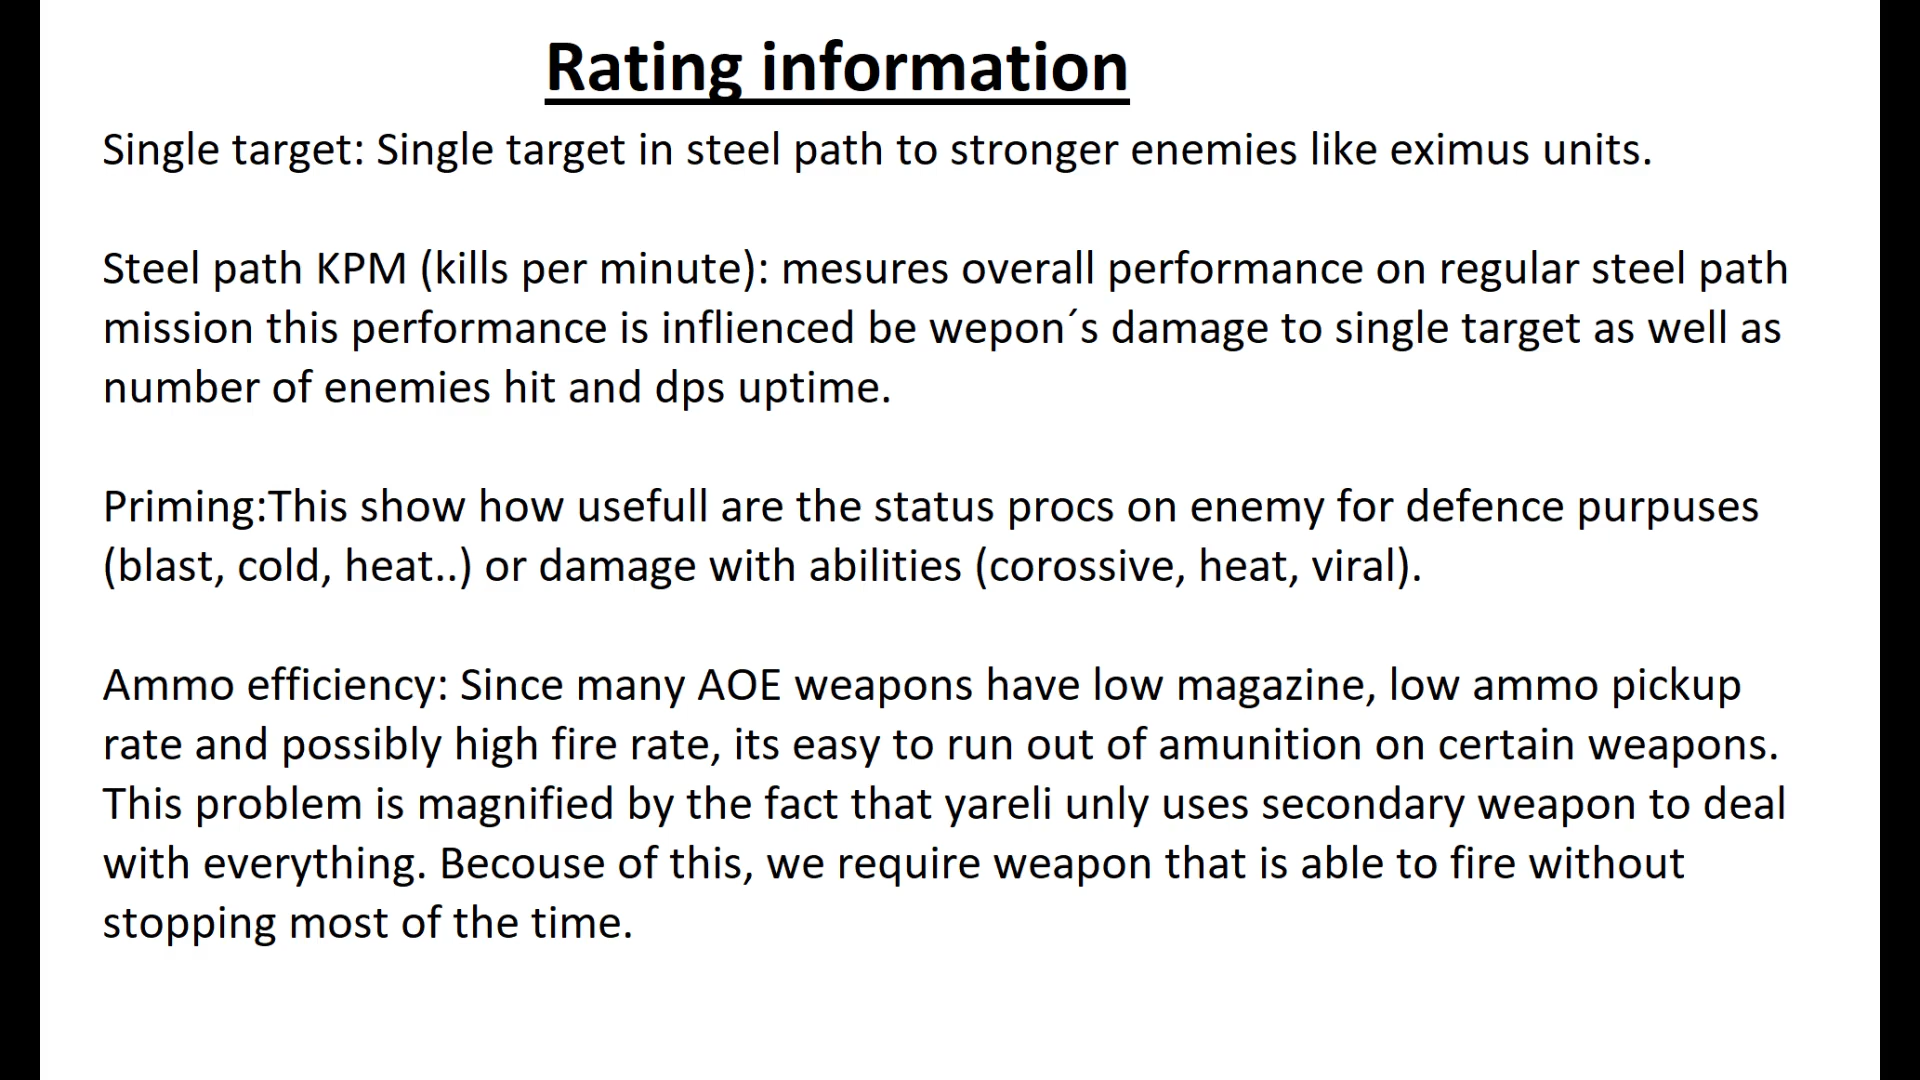 Rating information
Single target: Single target in steel path to stronger enemies like eximus units.
Steel path KPM (kills per minute): mesures overall performance on regular steel path
mission this performance is inflienced be wepon´s damage to single target as well as
number of enemies hit and dps uptime.
Priming:This show how usefull are the status procs on enemy for defence purpuses
(blast, cold, heat..) or damage with abilities (corossive, heat, viral).
Ammo efficiency: Since many AOE weapons have low magazine, low ammo pickup
rate and possibly high fire rate, its easy to run out of amunition on certain weapons.
This problem is magnified by the fact that yareli unly uses secondary weapon to deal
with everything. Becouse of this, we require weapon that is able to fire without
stopping most of the time.